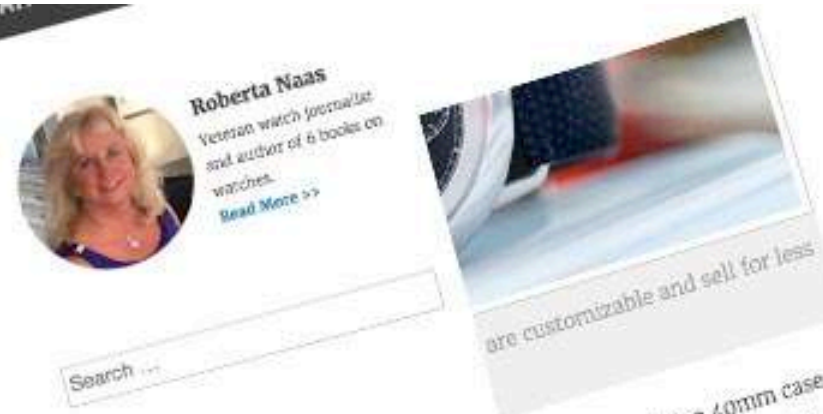 Roberta Naas
Veteran watch journalist
and author of 6 books on
watches.
Read More >>
Search ...
are customizable and sell for less
40mm case